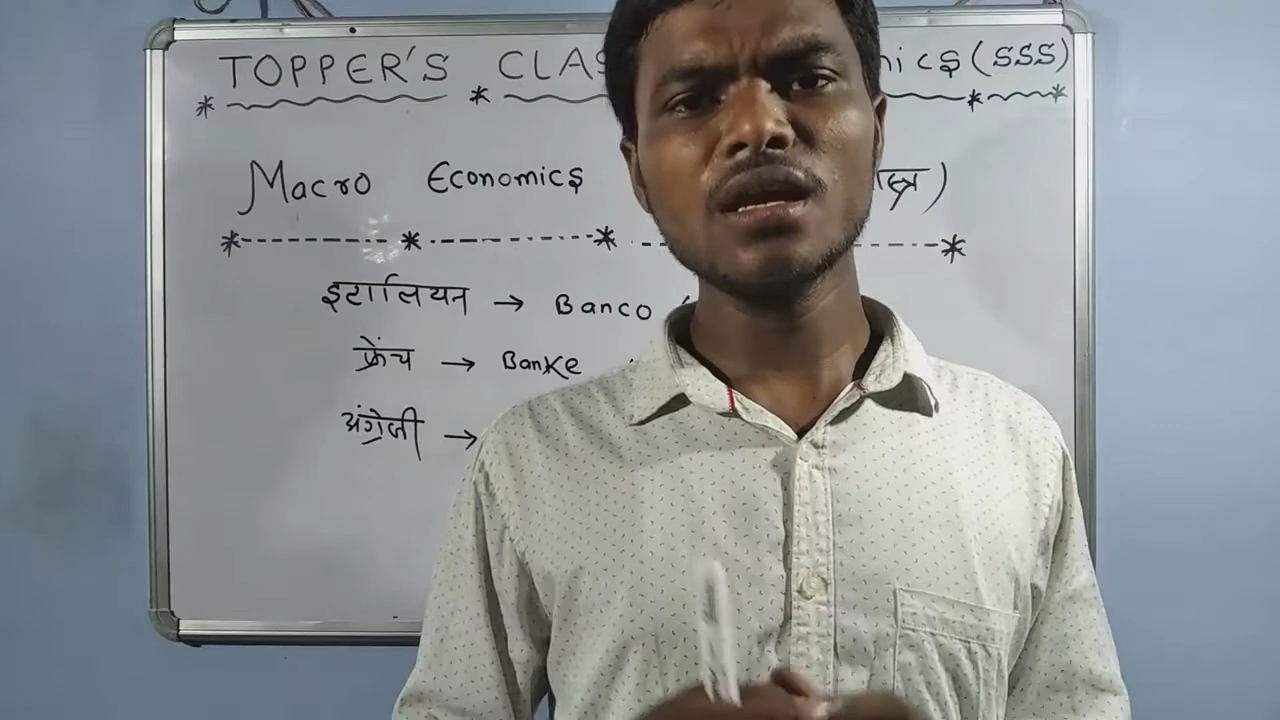 TOPPER'S CLAS nics (SSS)
Macro Economics स्त्र)
इटालियन → Banco
फ्रेंच → Banke
अंग्रेजी →